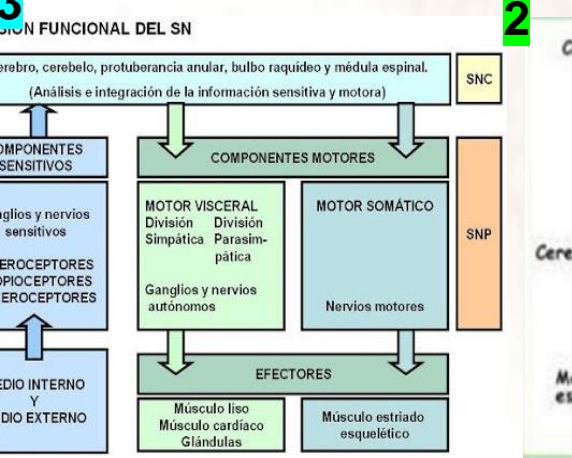 3
2
SIÓN FUNCIONAL DEL SN
erebro, cerebelo, protuberancia anular, bulbo raquídeo y médula espinal.
(Análisis e integración de la información sensitiva y motora)
SNC
OMPONENTES
SENSITIVOS
COMPONENTES MOTORES
nglios y nervios
sensitivos
EROCEPTORES
OPIOCEPTORES
EROCEPTORES
MOTOR VISCERAL
División División
Simpática Parasim-
pática
Ganglios y nervios
autónomos
MOTOR SOMÁTICO
Nervios motores
SNP
EDIO INTERNO
Y
DIO EXTERNO
EFECTORES
Músculo liso
Músculo cardíaco
Glándulas
Músculo estriado
esquelético
C
Cere
M
es